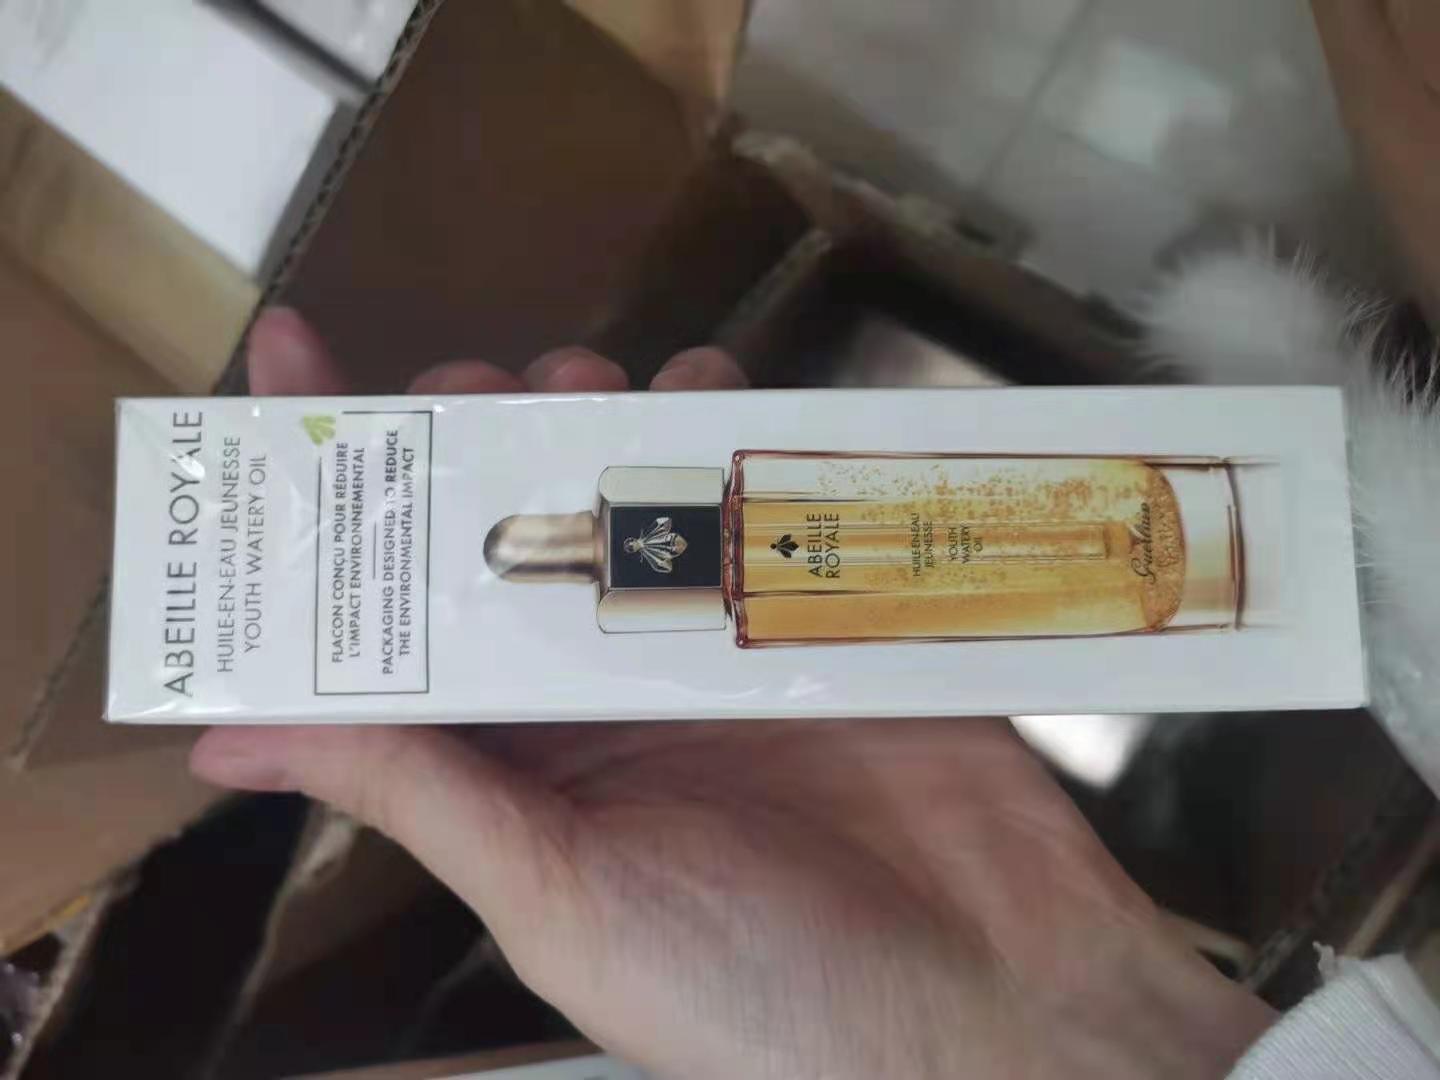 ABEILLE ROYALE
HUILE-EN-EAU JEUNESSE
YOUTH WATERY OIL
FLACON CONÇU POUR RÉDUIRE
L'IMPACT ENVIRONNEMENTAL
PACKAGING DESIGNED TO REDUCE
THE ENVIRONMENTAL IMPACT
ABEILLE
ROYALE
HUILE-EN-EAU
JEUNESSE
YOUTH
WATERY
OIL
Guerlain